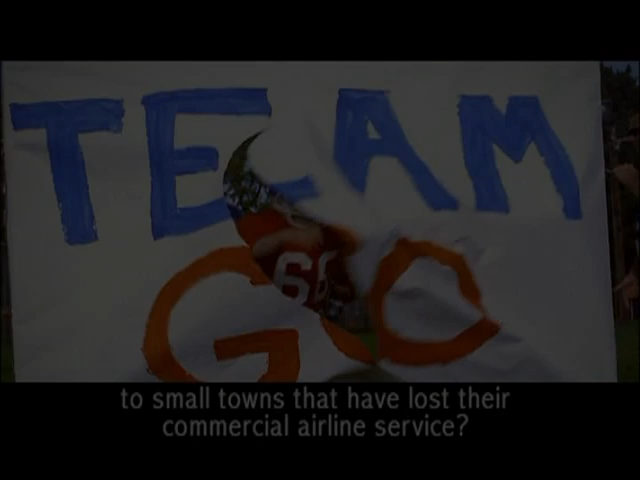 TEAM
GO
66
to small towns that have lost their
commercial airline service?